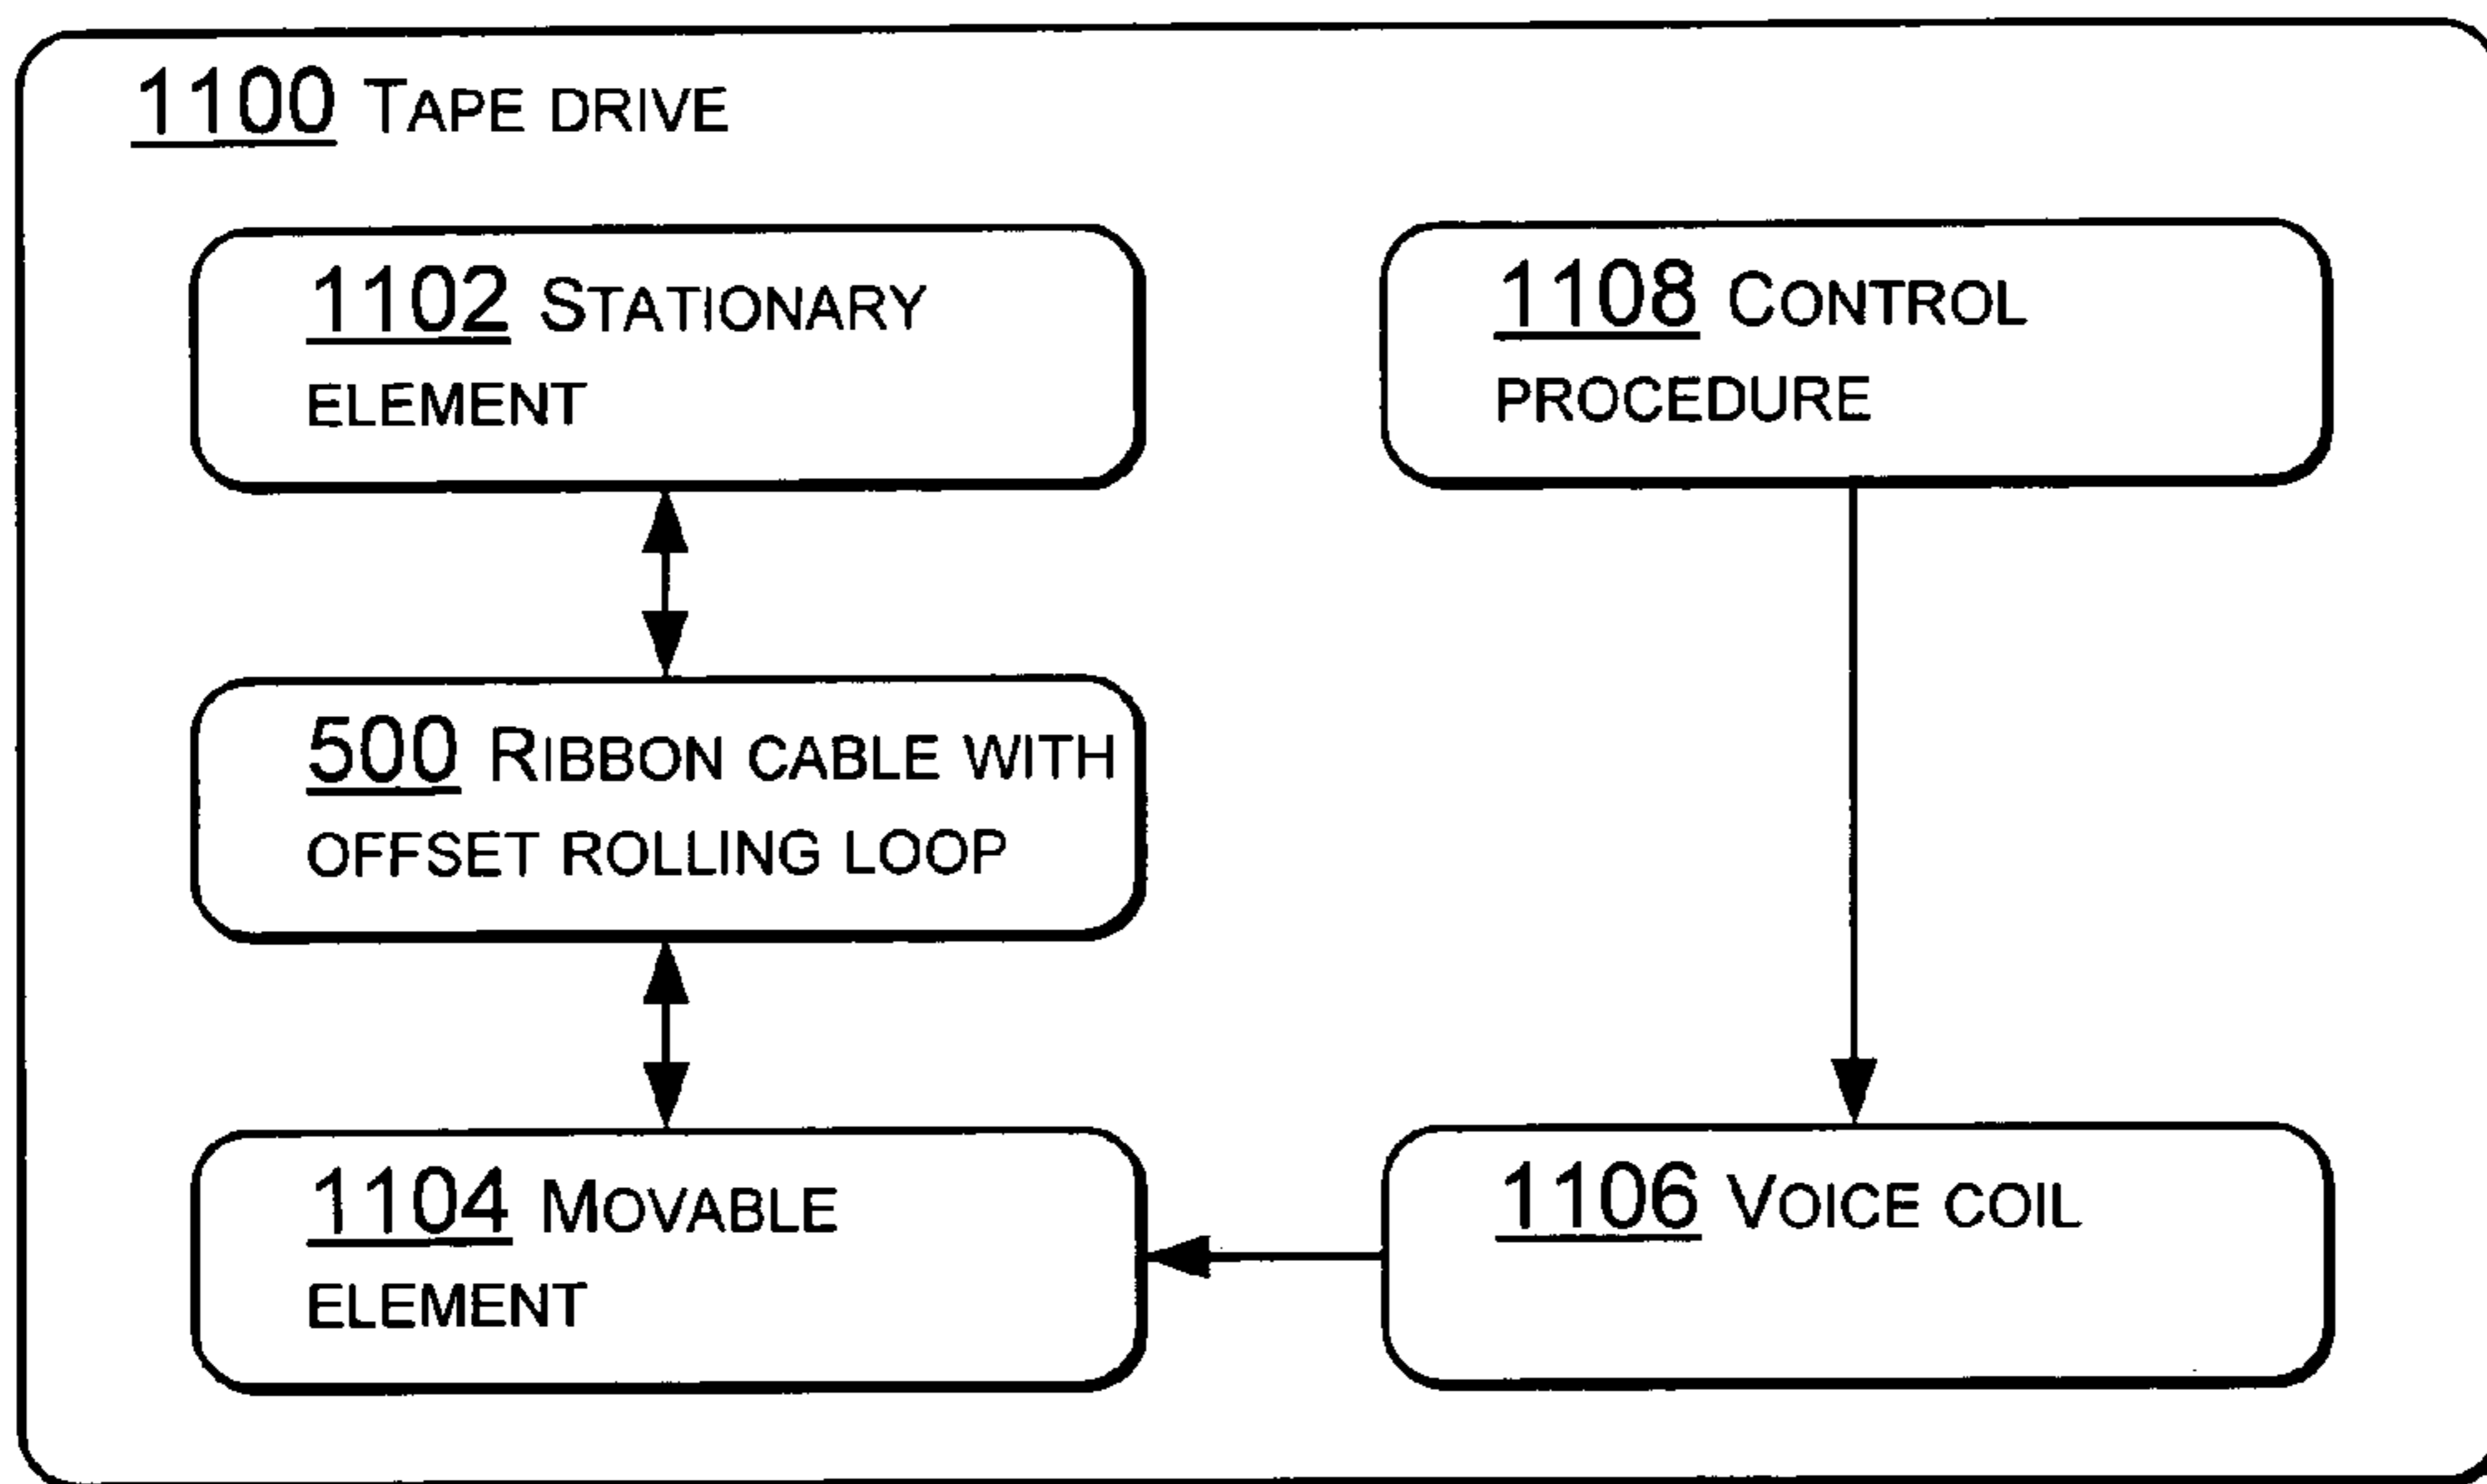 1100 TAPE DRIVE
1102 STATIONARY
ELEMENT
1108 CONTROL
PROCEDURE
500 RIBBON CABLE WITH
OFFSET ROLLING LOOP
1104 MOVABLE
ELEMENT
1106 VOICE COIL